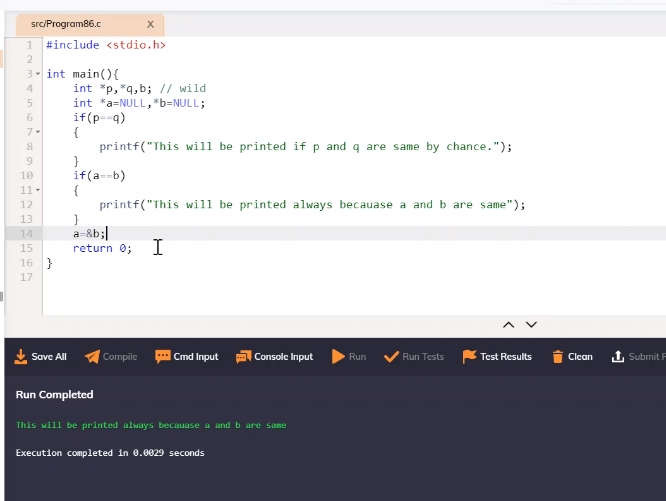 src/Program86.c X
1 #include <stdio.h>
2
3 int main(){
4 int *p,*q,b; // wild
5 int *a=NULL,*b=NULL;
6 if(p==q)
7 {
8 printf("This will be printed if p and q are same by chance.");
9 }
10 if(a==b)
11 {
12 printf("This will be printed always becauase a and b are same");
13 }
14 a=&b;
15 return 0;
16 }
17
Save All Compile Cmd Input Console Input Run Run Tests Test Results Clean Submit
Run Completed
This will be printed always becauase a and b are same
Execution completed in 0.0029 seconds